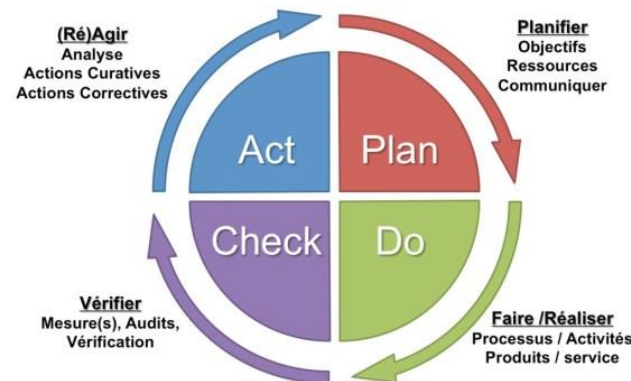 (Ré)Agir
Analyse
Actions Curatives
Actions Correctives
Planifier
Objectifs
Ressources
Communiquer
Act
Plan
Check
Do
Vérifier
Mesure(s), Audits,
Vérification
Faire /Réaliser
Processus / Activités
Produits / service